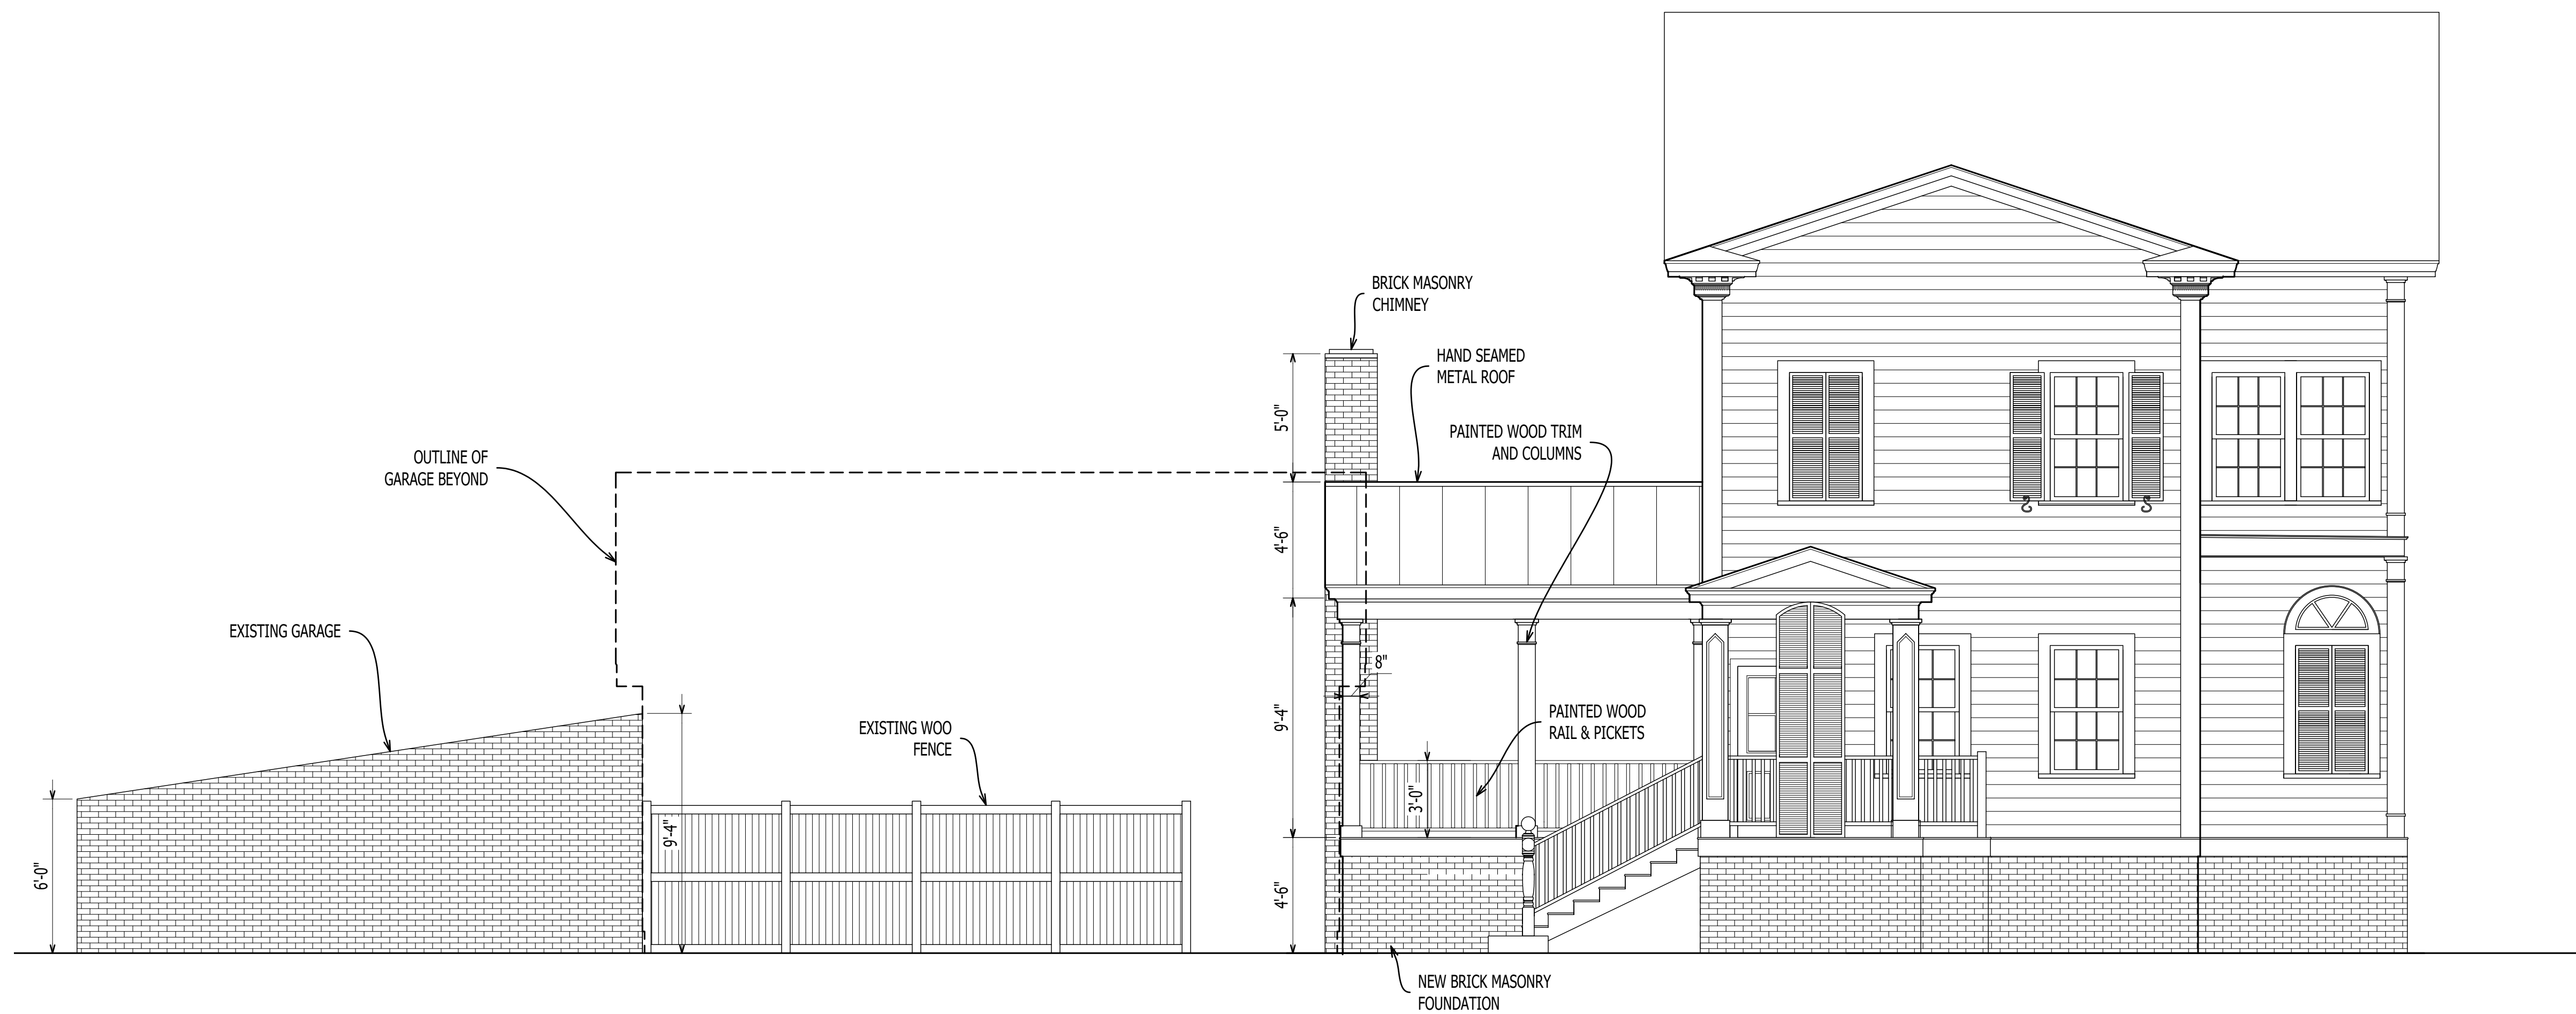 BRICK MASONRY
CHIMNEY
HAND SEAMED
METAL ROOF
5'-0"
PAINTED WOOD TRIM
AND COLUMNS
OUTLINE OF
GARAGE BEYOND
4'-6"
EXISTING GARAGE
8"
9'-4"
PAINTED WOOD
RAIL & PICKETS
EXISTING WOO
FENCE
3'-0"
9'-4"
6'-0"
4'-6"
NEW BRICK MASONRY
FOUNDATION